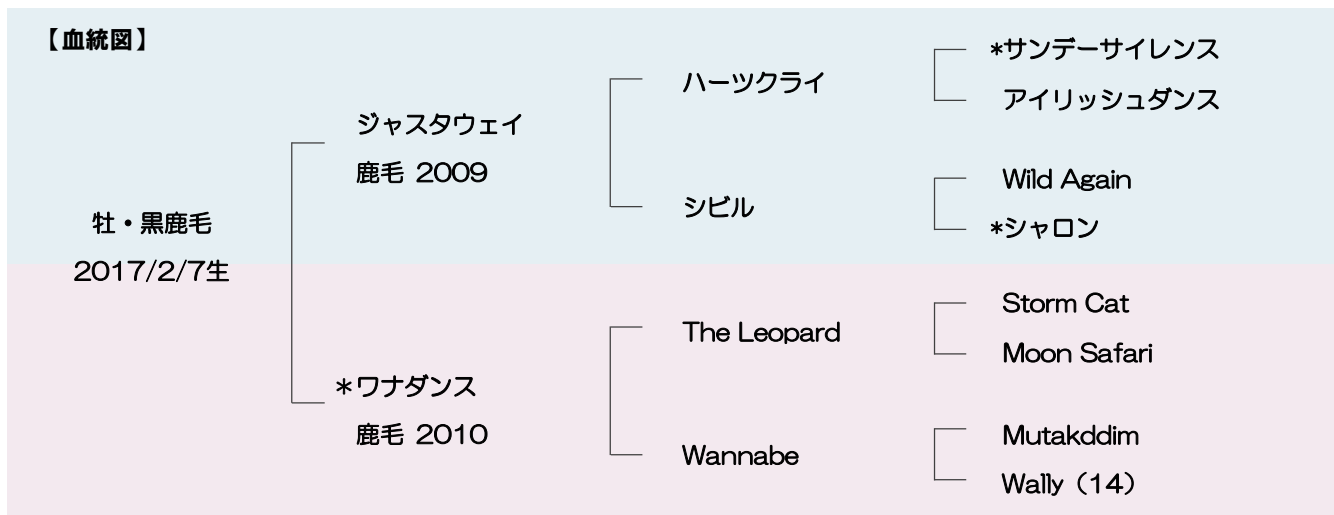 【血統図】
牡・黒鹿毛
2017/2/7生
ジャスタウェイ
鹿毛 2009
＊ワナダンス
鹿毛 2010
ハーツクライ
シビル
The Leopard
Wannabe
*サンデーサイレンス
アイリッシュダンス
Wild Again
*シャロン
Storm Cat
Moon Safari
Mutakddim
Wally（14）